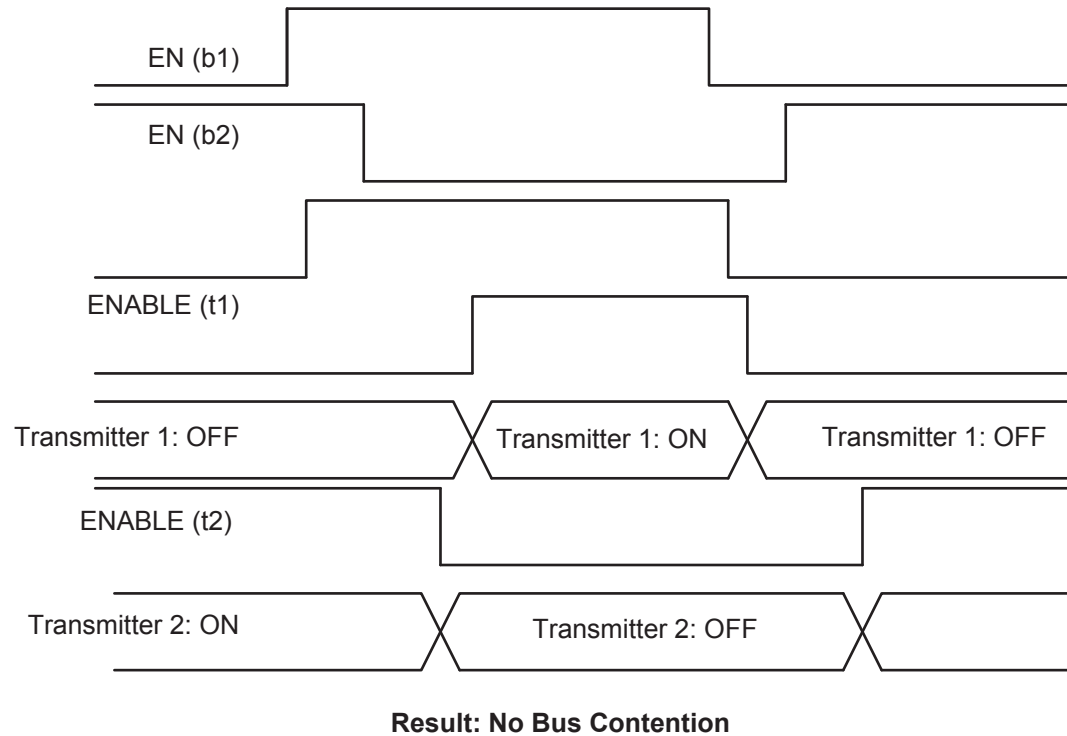 EN (b1)
EN (b2)
ENABLE (t1)
Transmitter 1: OFF
Transmitter 1: ON
Transmitter 1: OFF
ENABLE (t2)
Transmitter 2: ON
Transmitter 2: OFF
Result: No Bus Contention